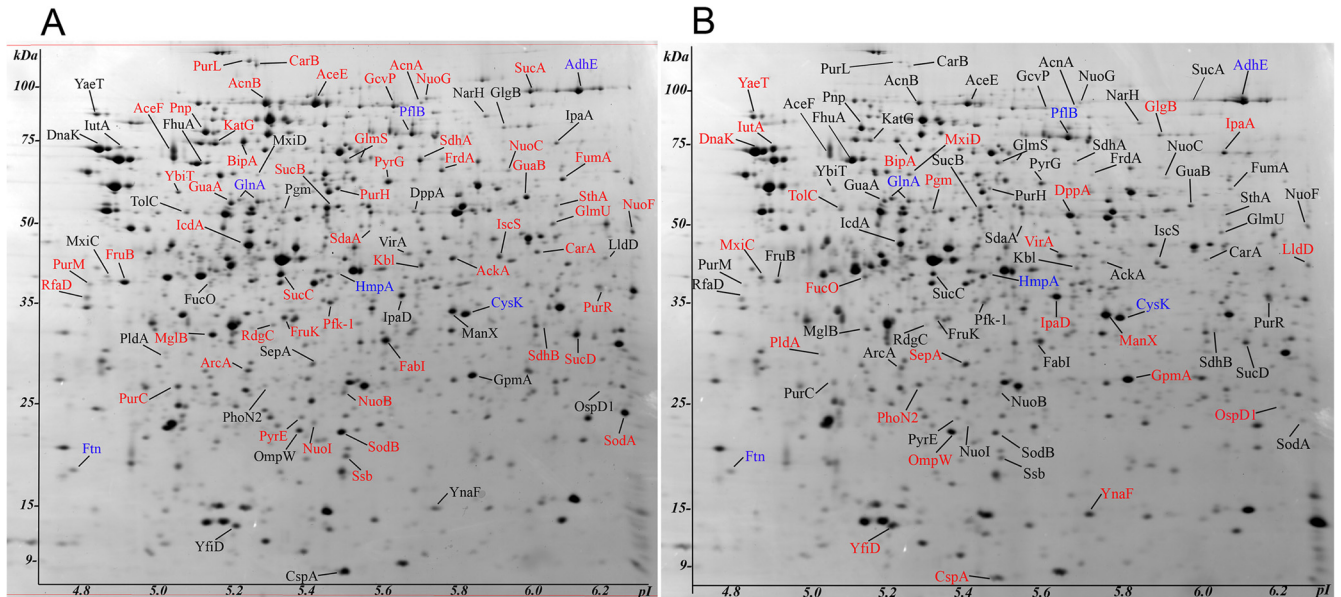 A
kDa
100
75
50
35
25
15
9
4.8
5.0
5.2
5.4
5.6
5.8
6.0
6.2
pI
PurL
CarB
AcnB
AceE
AcnA
GcvP
NuoG
SucA
AdhE
YaeT
AceF
Pnp
PflB
NarH
GlgB
IpaA
DnaK
IutA
FhuA
KatG
MxiD
GlmS
SdhA
NuoC
BipA
SucB
PyrG
FrdA
GuaB
FumA
YbiT
GuaA
GlnA
Pgm
PurH
DppA
SthA
TolC
GlmU
NuoF
IcdA
SdaA
VirA
IscS
MxiC
Kbl
CarA
LldD
PurM
FruB
AckA
RfaD
FucO
SucC
HmpA
CysK
PurR
PldA
MglB
RdgC
FruK
Pfk-1
IpaD
ManX
SepA
SdhB
SucD
ArcA
FabI
GpmA
PurC
NuoB
OspD1
PhoN2
PyrE
SodA
Ftn
OmpW
NuoI
SodB
Ssb
YnaF
YfiD
CspA
B
kDa
100
75
50
35
25
15
9
4.8
5.0
5.2
5.4
5.6
5.8
6.0
6.2
pI
PurL
CarB
AcnB
AceE
AcnA
GcvP
NuoG
SucA
AdhE
YaeT
AceF
Pnp
PflB
NarH
GlgB
IpaA
DnaK
IutA
FhuA
KatG
MxiD
GlmS
SdhA
NuoC
YbiT
BipA
SucB
PyrG
FrdA
GuaB
FumA
TolC
GuaA
GlnA
Pgm
PurH
DppA
SthA
NuoF
IcdA
SdaA
VirA
IscS
GlmU
MxiC
Kbl
CarA
LldD
PurM
FruB
FucO
AckA
RfaD
SucC
HmpA
CysK
MglB
RdgC
FruK
Pfk-1
IpaD
ManX
PurR
PldA
ArcA
SepA
FabI
SdhB
SucD
PurC
NuoB
GpmA
PhoN2
OspD1
PyrE
OmpW
NuoI
SodB
SodA
Ftn
Ssb
YnaF
YfiD
CspA